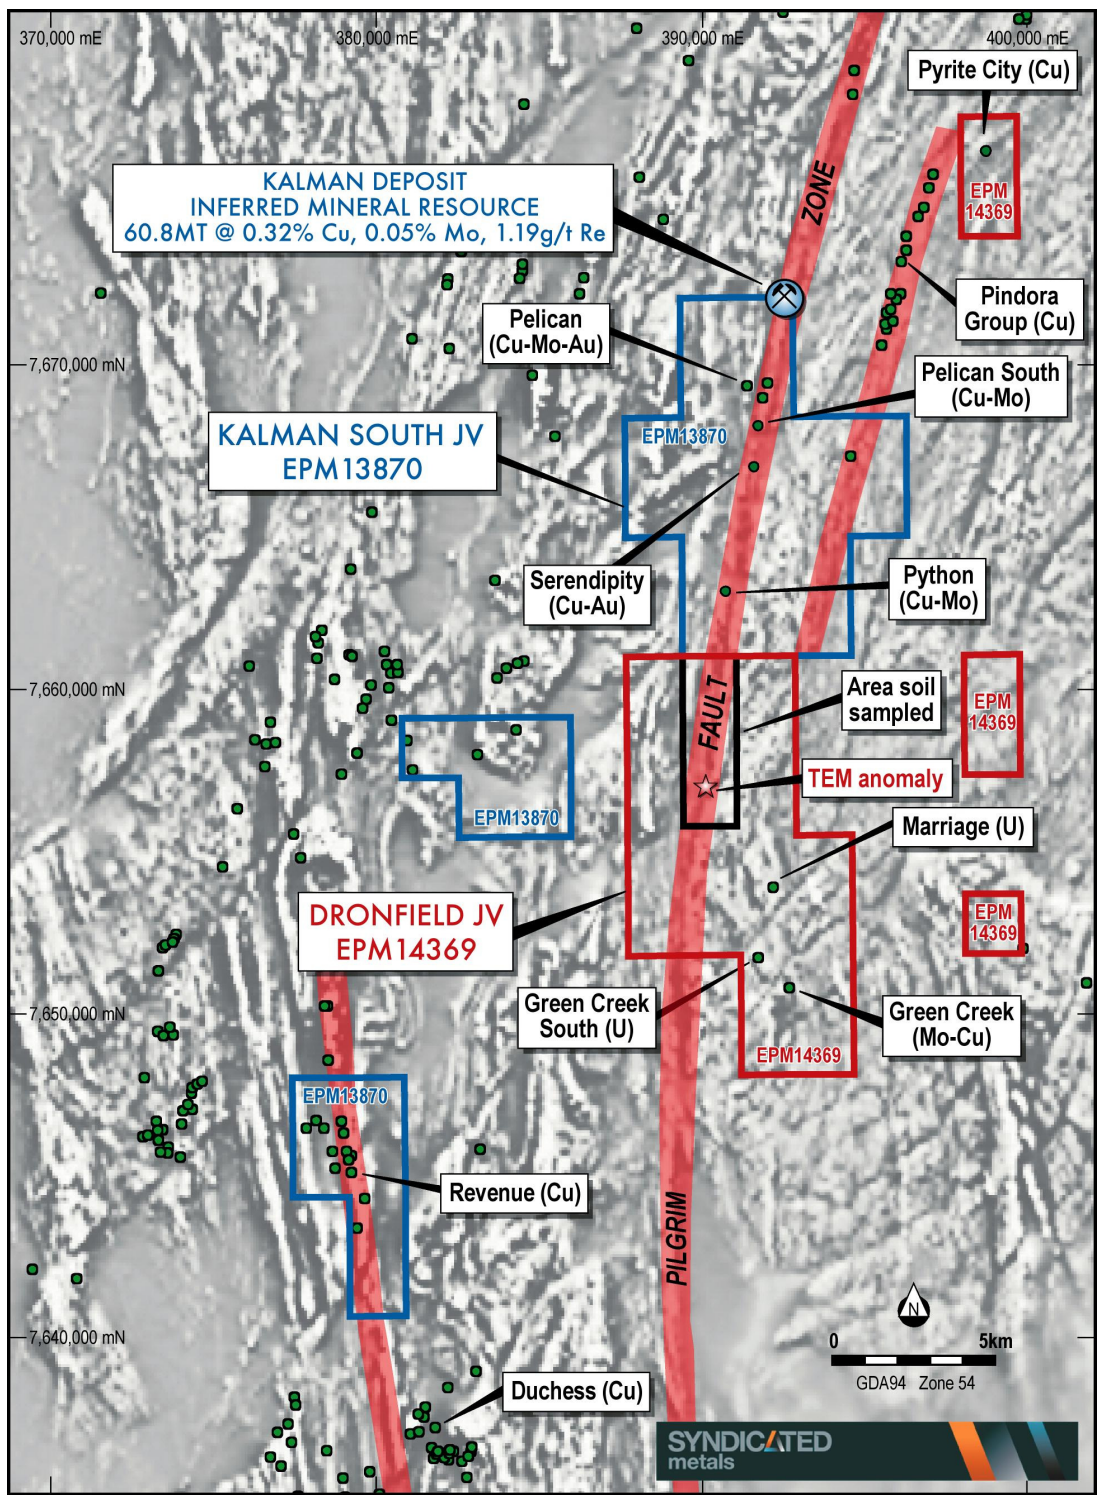 370,000 mE
380,000 mE
390,000 mE
400,000 mE
Pyrite City (Cu)
EPM
14369
ZONE
KALMAN DEPOSIT
INFERRED MINERAL RESOURCE
60.8MT @ 0.32% Cu, 0.05% Mo, 1.19g/t Re
Pindora
Group (Cu)
Pelican
(Cu-Mo-Au)
7,670,000 mN
Pelican South
(Cu-Mo)
KALMAN SOUTH JV
EPM13870
EPM13870
Serendipity
(Cu-Au)
Python
(Cu-Mo)
7,660,000 mN
FAULT
Area soil
sampled
EPM
14369
TEM anomaly
EPM13870
Marriage (U)
DRONFIELD JV
EPM14369
EPM
14369
7,650,000 mN
Green Creek
South (U)
Green Creek
(Mo-Cu)
EPM14369
EPM13870
Revenue (Cu)
PILGRIM
N
7,640,000 mN
0
5km
GDA94 Zone 54
Duchess (Cu)
SYNDICATED
metals